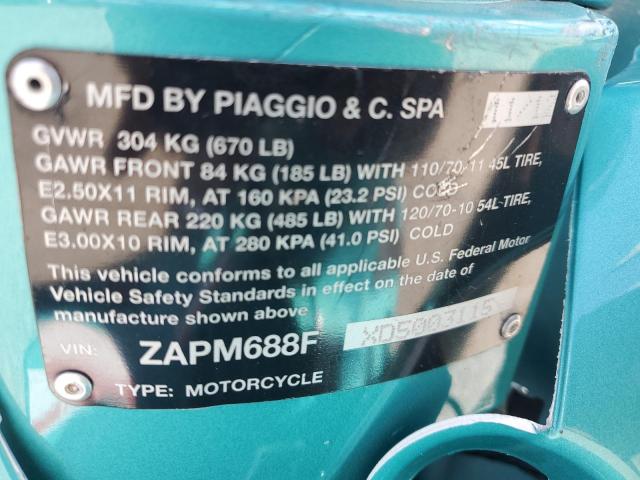 MFD BY PIAGGIO & C. SPA
GVWR 304 KG (670 LB)
GAWR FRONT 84 KG (185 LB) WITH 110/70-11 45L TIRE,
E2.50X11 RIM, AT 160 KPA (23.2 PSI) COLD
GAWR REAR 220 KG (485 LB) WITH 120/70-10 54L TIRE,
E3.00X10 RIM, AT 280 KPA (41.0 PSI) COLD
This vehicle conforms to all applicable U.S. Federal Motor
Vehicle Safety Standards in effect on the date of
manufacture shown above
VIN: ZAPM688F XD5003115
TYPE: MOTORCYCLE